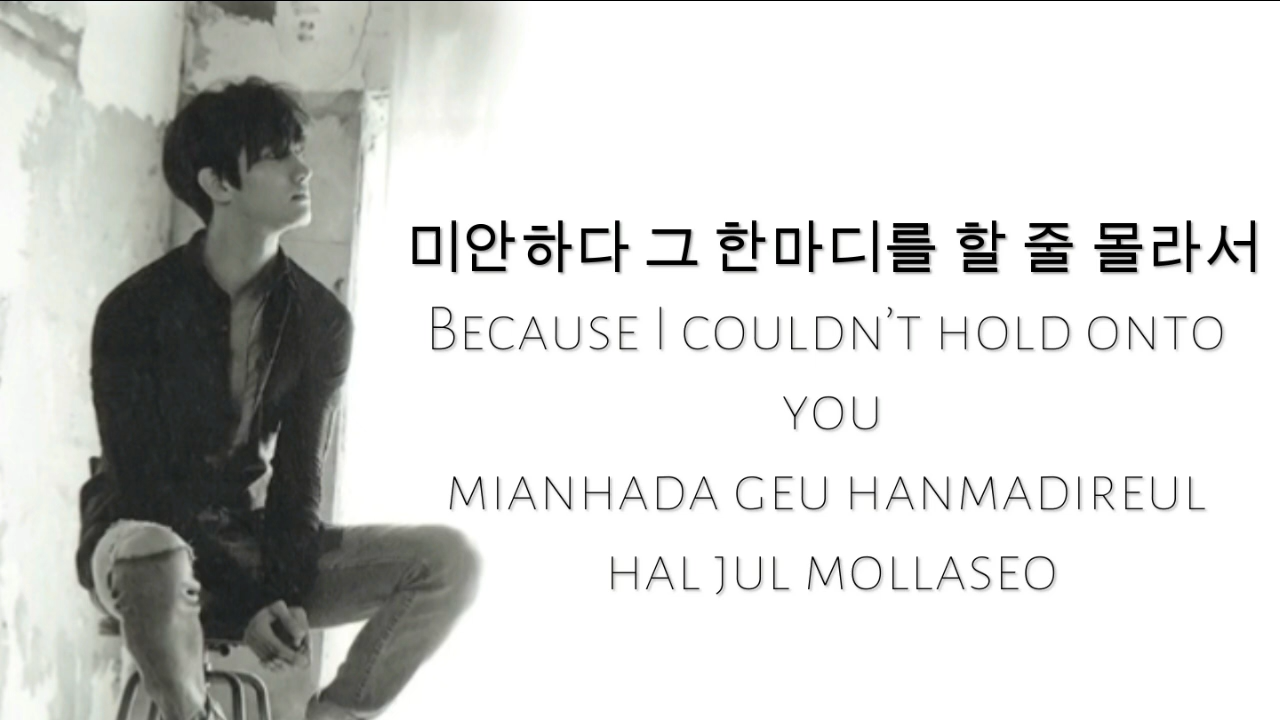 미안하다 그 한마디를 할 줄 몰라서
Because I couldn’t hold onto
you
mianhada geu hanmadireul
hal jul mollaseo